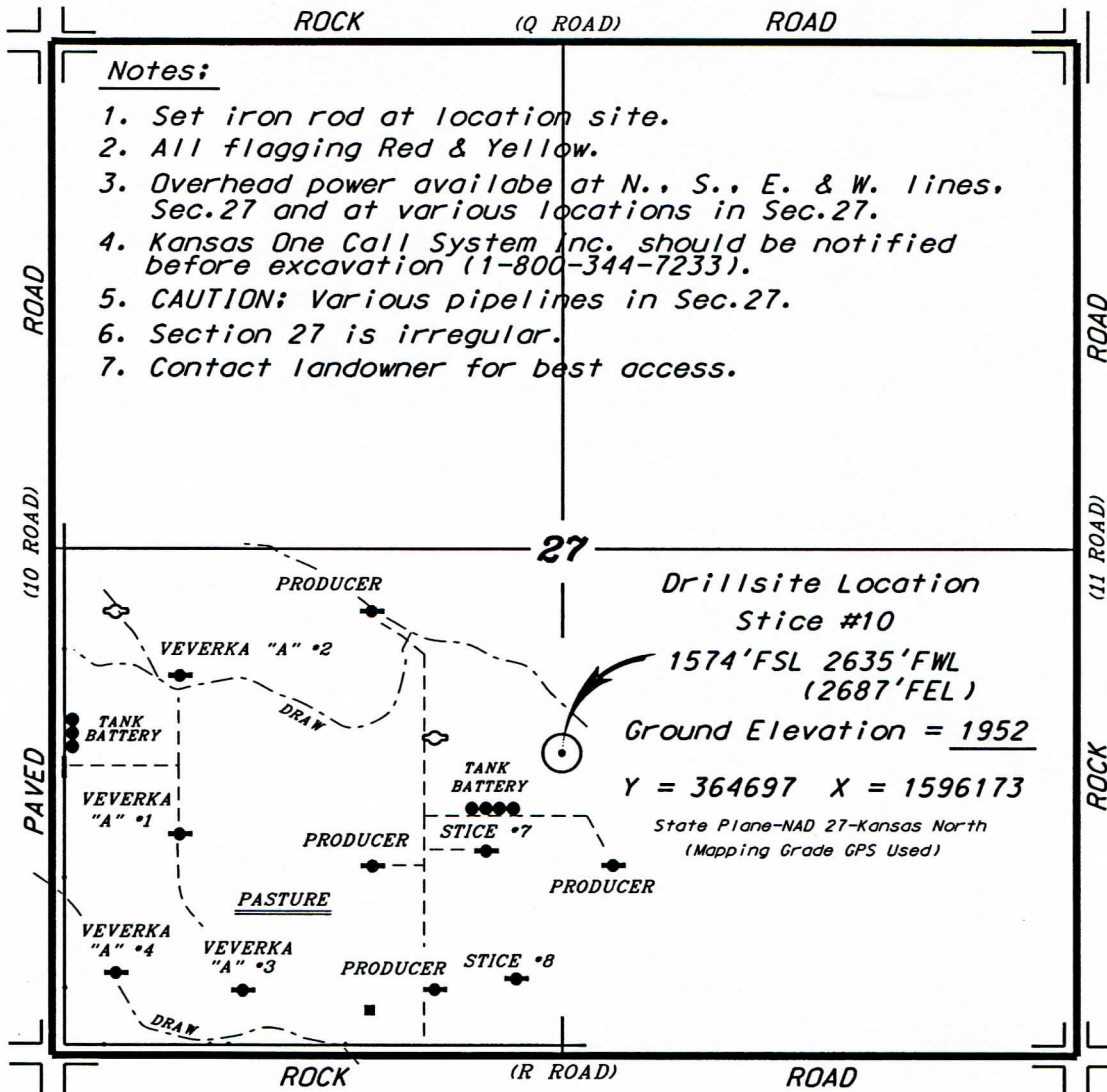 ROCK (Q ROAD) ROAD
Notes:
1. Set iron rod at location site.
2. All flagging Red & Yellow.
3. Overhead power availabe at N., S., E. & W. lines,
Sec.27 and at various locations in Sec.27.
4. Kansas One Call System Inc. should be notified
before excavation (1-800-344-7233).
5. CAUTION: Various pipelines in Sec.27.
6. Section 27 is irregular.
7. Contact landowner for best access.
ROAD
(10 ROAD)
PAVED
ROAD
(11 ROAD)
ROCK
27
Drillsite Location
Stice #10
1574'FSL 2635'FWL
(2687'FEL)
Ground Elevation = 1952
Y = 364697 X = 1596173
State Plane-NAD 27-Kansas North
(Mapping Grade GPS Used)
PRODUCER
VEVERKA "A" #2
DRAW
TANK
BATTERY
TANK
BATTERY
VEVERKA
"A" #1
PRODUCER
STICE #7
PRODUCER
PASTURE
VEVERKA
"A" #4
VEVERKA
"A" #3
PRODUCER
STICE #8
DRAW
ROCK (R ROAD) ROAD